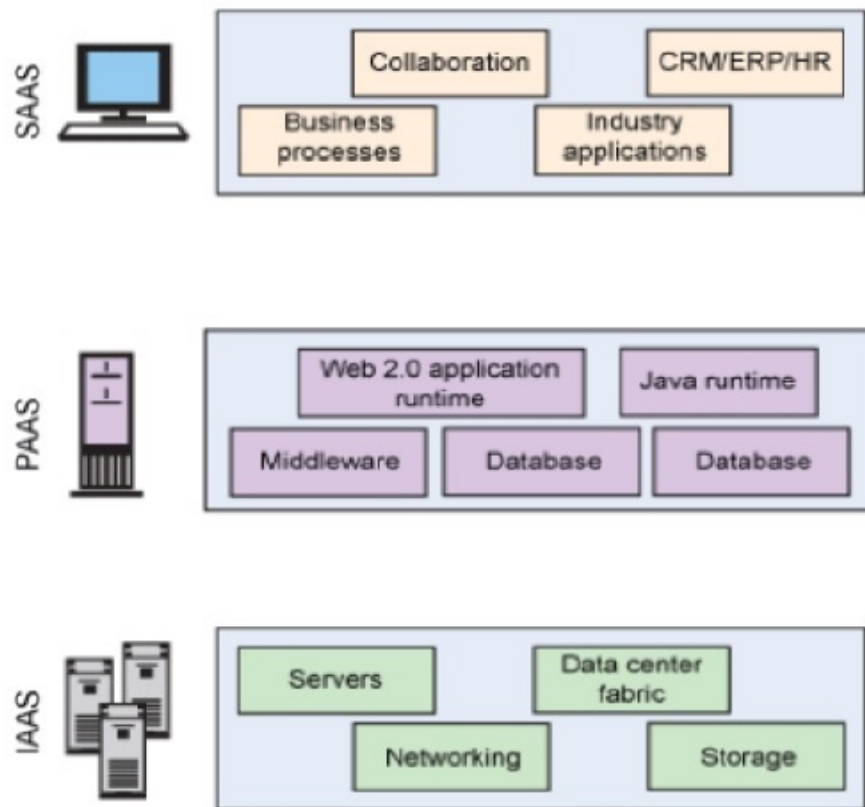 SAAS
Collaboration
CRM/ERP/HR
Business
processes
Industry
applications
PAAS
Web 2.0 application
runtime
Java runtime
Middleware
Database
Database
IAAS
Servers
Data center
fabric
Networking
Storage